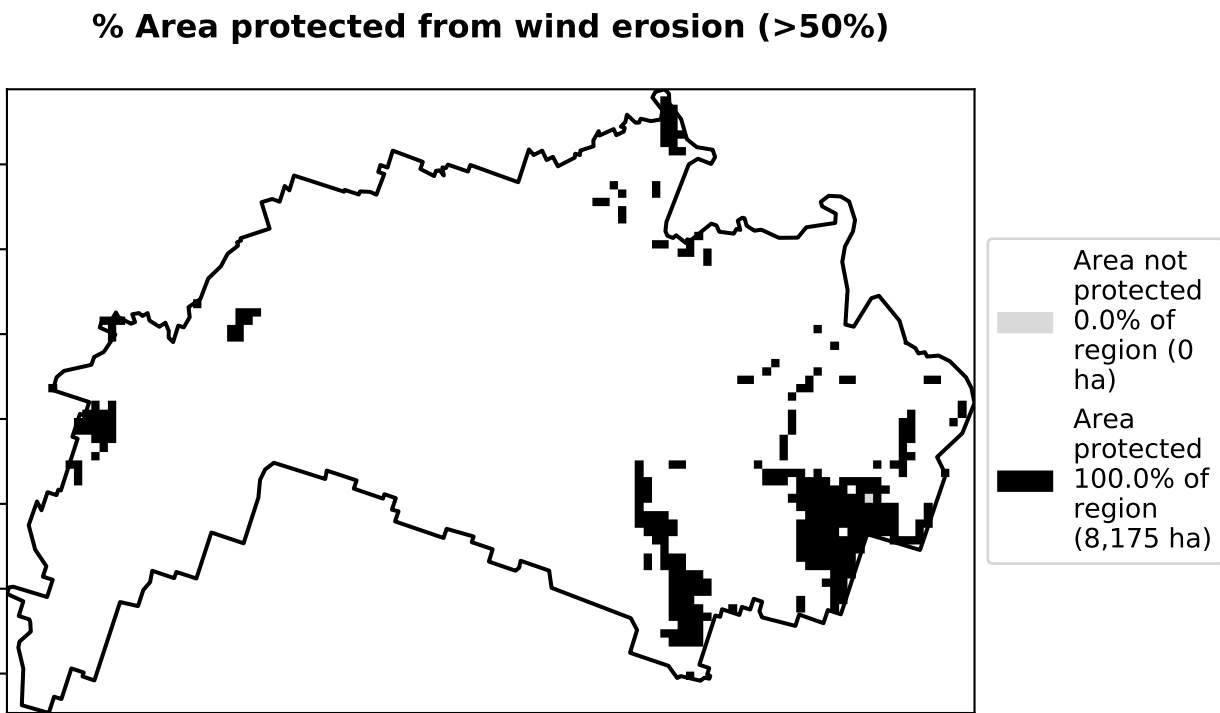 % Area protected from wind erosion (>50%)
Area not
protected
0.0% of
region (0
ha)
Area
protected
100.0% of
region
(8,175 ha)